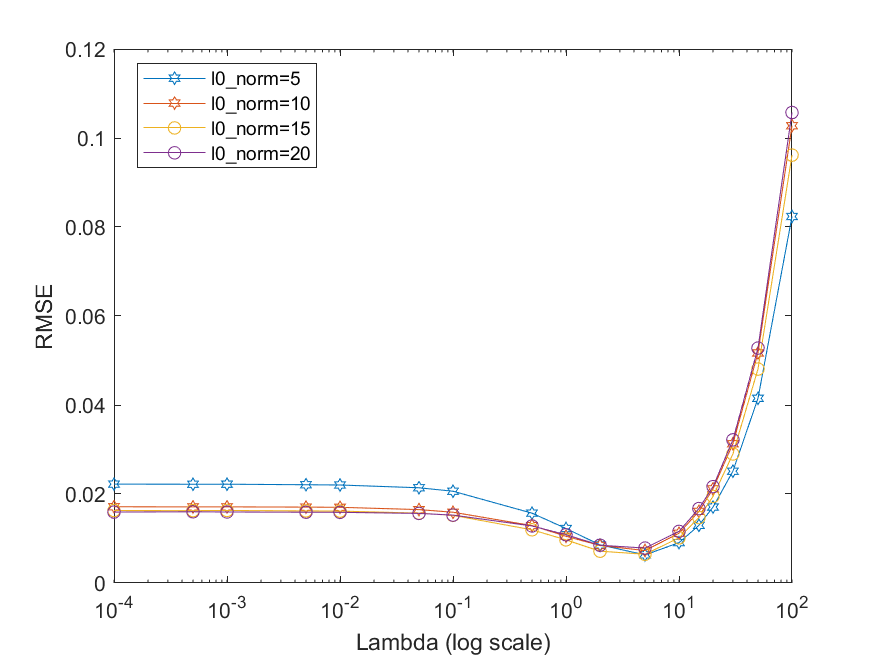 0.12
0.1
0.08
0.06
0.04
0.02
0
RMSE
l0_norm=5
l0_norm=10
l0_norm=15
l0_norm=20
10^-4 10^-3 10^-2 10^-1 10^0 10^1 10^2
Lambda (log scale)